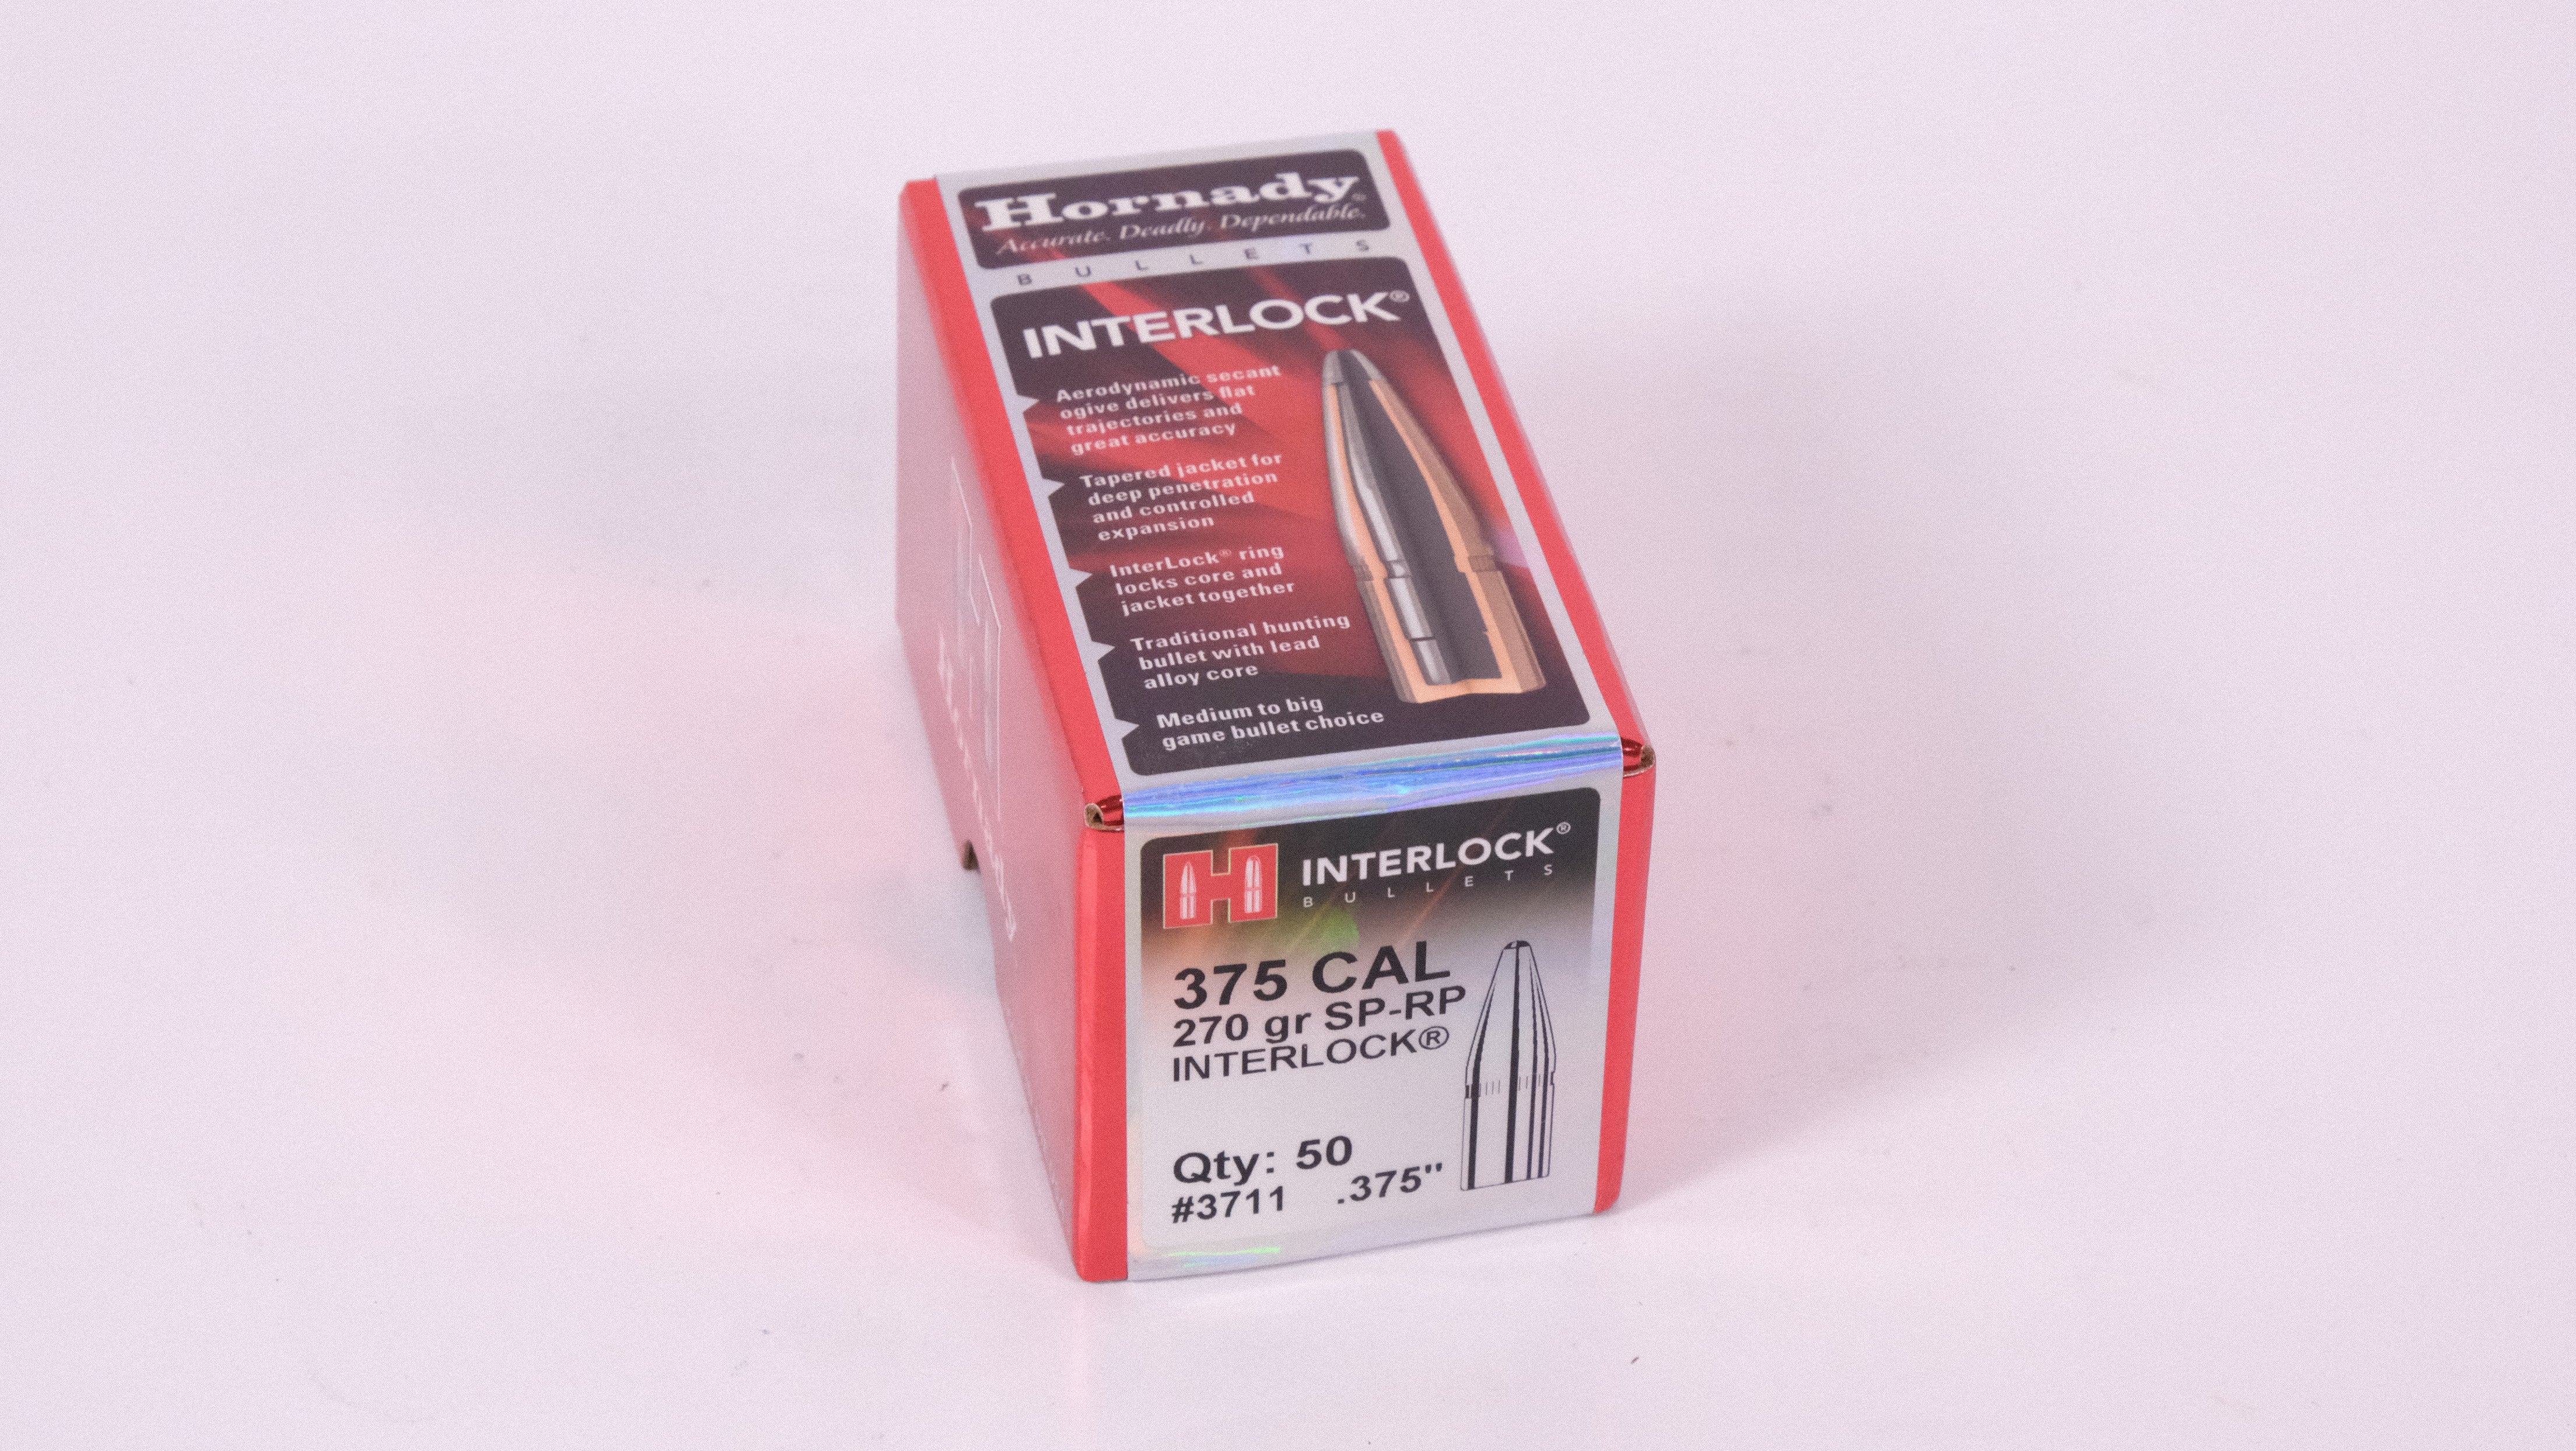 Hornady®
Accurate. Deadly. Dependable.
BULLETS
INTERLOCK®
Aerodynamic secant
ogive delivers flat
trajectories and
great accuracy
Tapered jacket for
deep penetration
and controlled
expansion
InterLock® ring
locks core and
jacket together
Traditional hunting
bullet with lead
alloy core
Medium to big
game bullet choice
H INTERLOCK®
BULLETS
375 CAL
270 gr SP-RP
INTERLOCK®
Qty: 50
#3711 .375"
Hornady